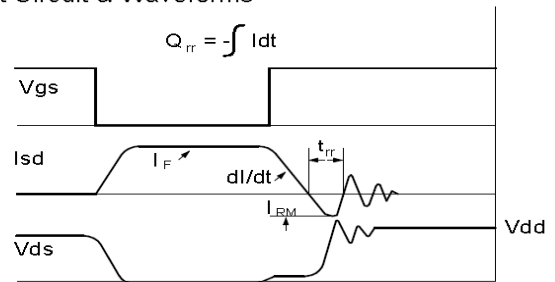 t Circuit & Waveforms
Q rr = -∫ Idt
Vgs
Isd
I F
dI/dt
t rr
I RM
Vds
Vdd